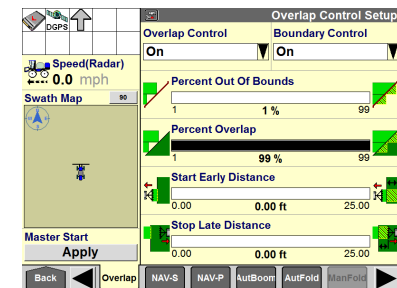 DGPS
Overlap Control Setup
Overlap Control
Boundary Control
On
On
Speed(Radar)
0.0 mph
Swath Map
90
Percent Out Of Bounds
1
1 %
99
Percent Overlap
1
99 %
99
Start Early Distance
0.00
0.00 ft
25.00
Stop Late Distance
0.00
0.00 ft
25.00
Master Start
Apply
Back
Overlap
NAV-S
NAV-P
AutBoom
AutFold
ManFold